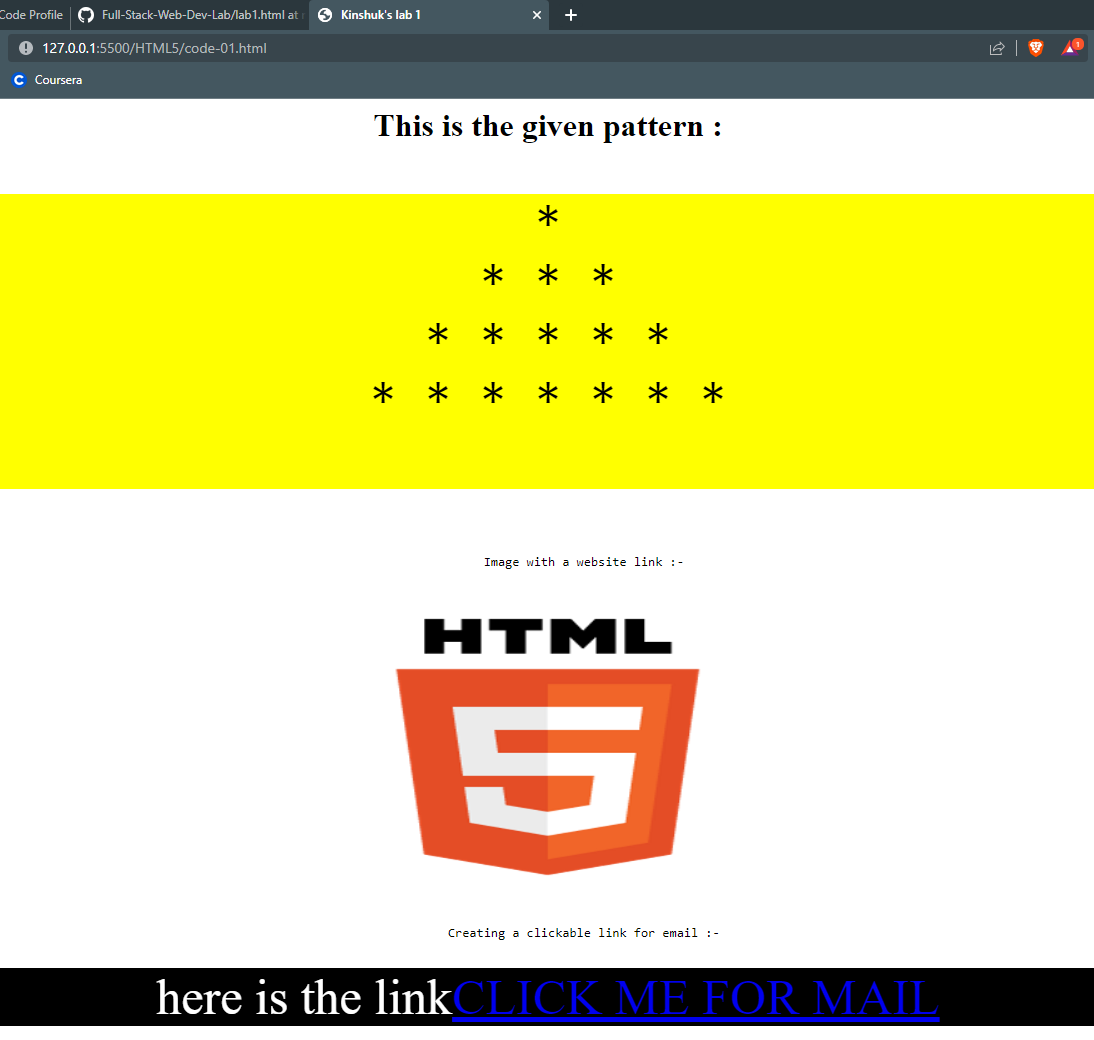 Code Profile
Full-Stack-Web-Dev-Lab/lab1.html at
Kinshuk's lab 1
127.0.0.1:5500/HTML5/code-01.html
1
Coursera
This is the given pattern :
*
* * *
* * * * *
* * * * * * *
Image with a website link :-
HTML
5
Creating a clickable link for email :-
here is the linkCLICK ME FOR MAIL